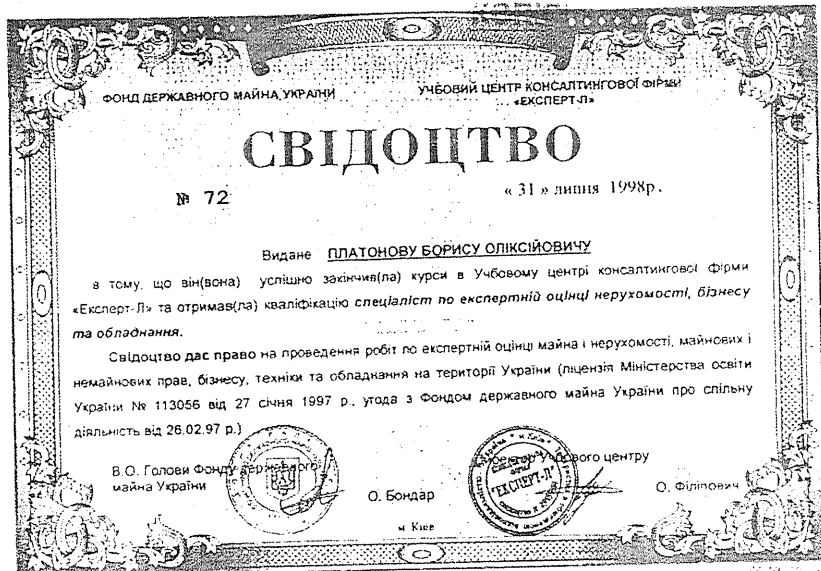 ФОНД ДЕРЖАВНОГО МАЙНА УКРАЇНИ
УЧБОВИЙ ЦЕНТР КОНСАЛТИНГОВОЇ ФІРМИ
«ЕКСПЕРТ-Л»
СВІДОЦТВО
№ 72
« 31 » липня 1998р.
Видане ПЛАТОНОВУ БОРИСУ ОЛІКСІЙОВИЧУ
в тому, що він(вона) успішно закінчив(ла) курси в Учбовому центрі консалтингової фірми
«Експерт-Л» та отримав(ла) кваліфікацію спеціаліст по експертній оцінці нерухомості, бізнесу
та обладнання.
Свідоцтво дає право на проведення робіт по експертній оцінці майна і нерухомості, майнових і
немайнових прав, бізнесу, техніки та обладнання на території України (ліцензія Міністерства освіти
України № 113056 від 27 січня 1997 р., угода з Фондом державного майна України про спільну
діяльність від 26.02.97 р.)
В.О. Голови Фонду державного
майна України
О. Бондар
Директор Учбового центру
О. Філіпович
"ЕКСПЕРТ-Л"
м Київ